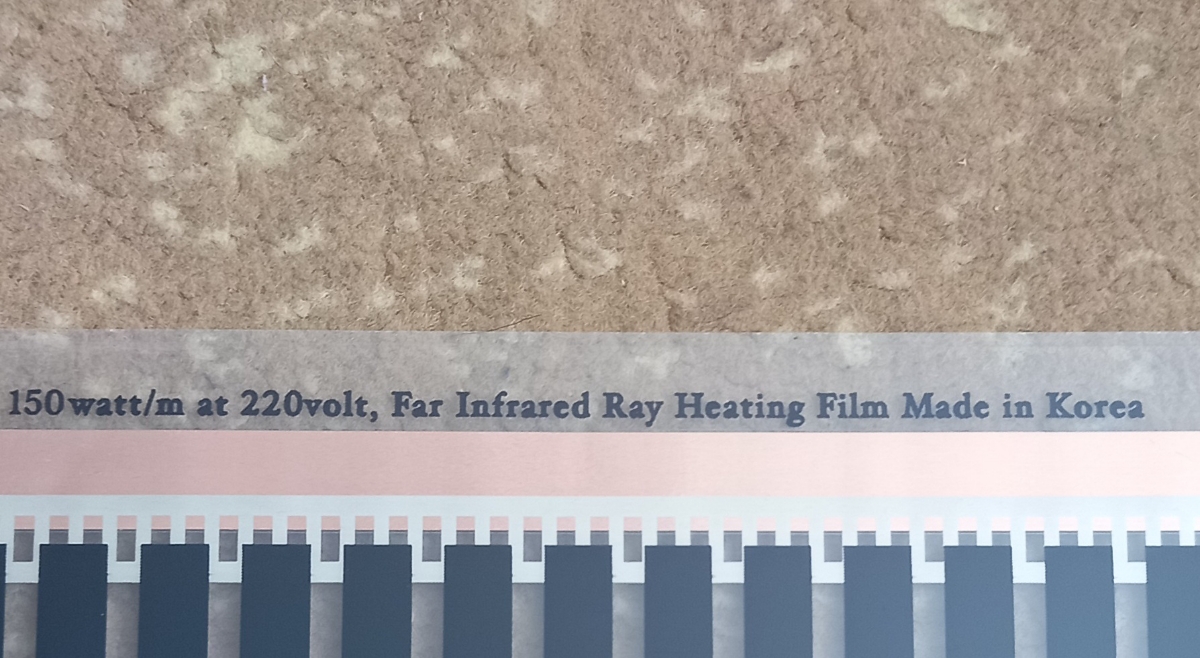 150watt/m at 220volt, Far Infrared Ray Heating Film Made in Korea